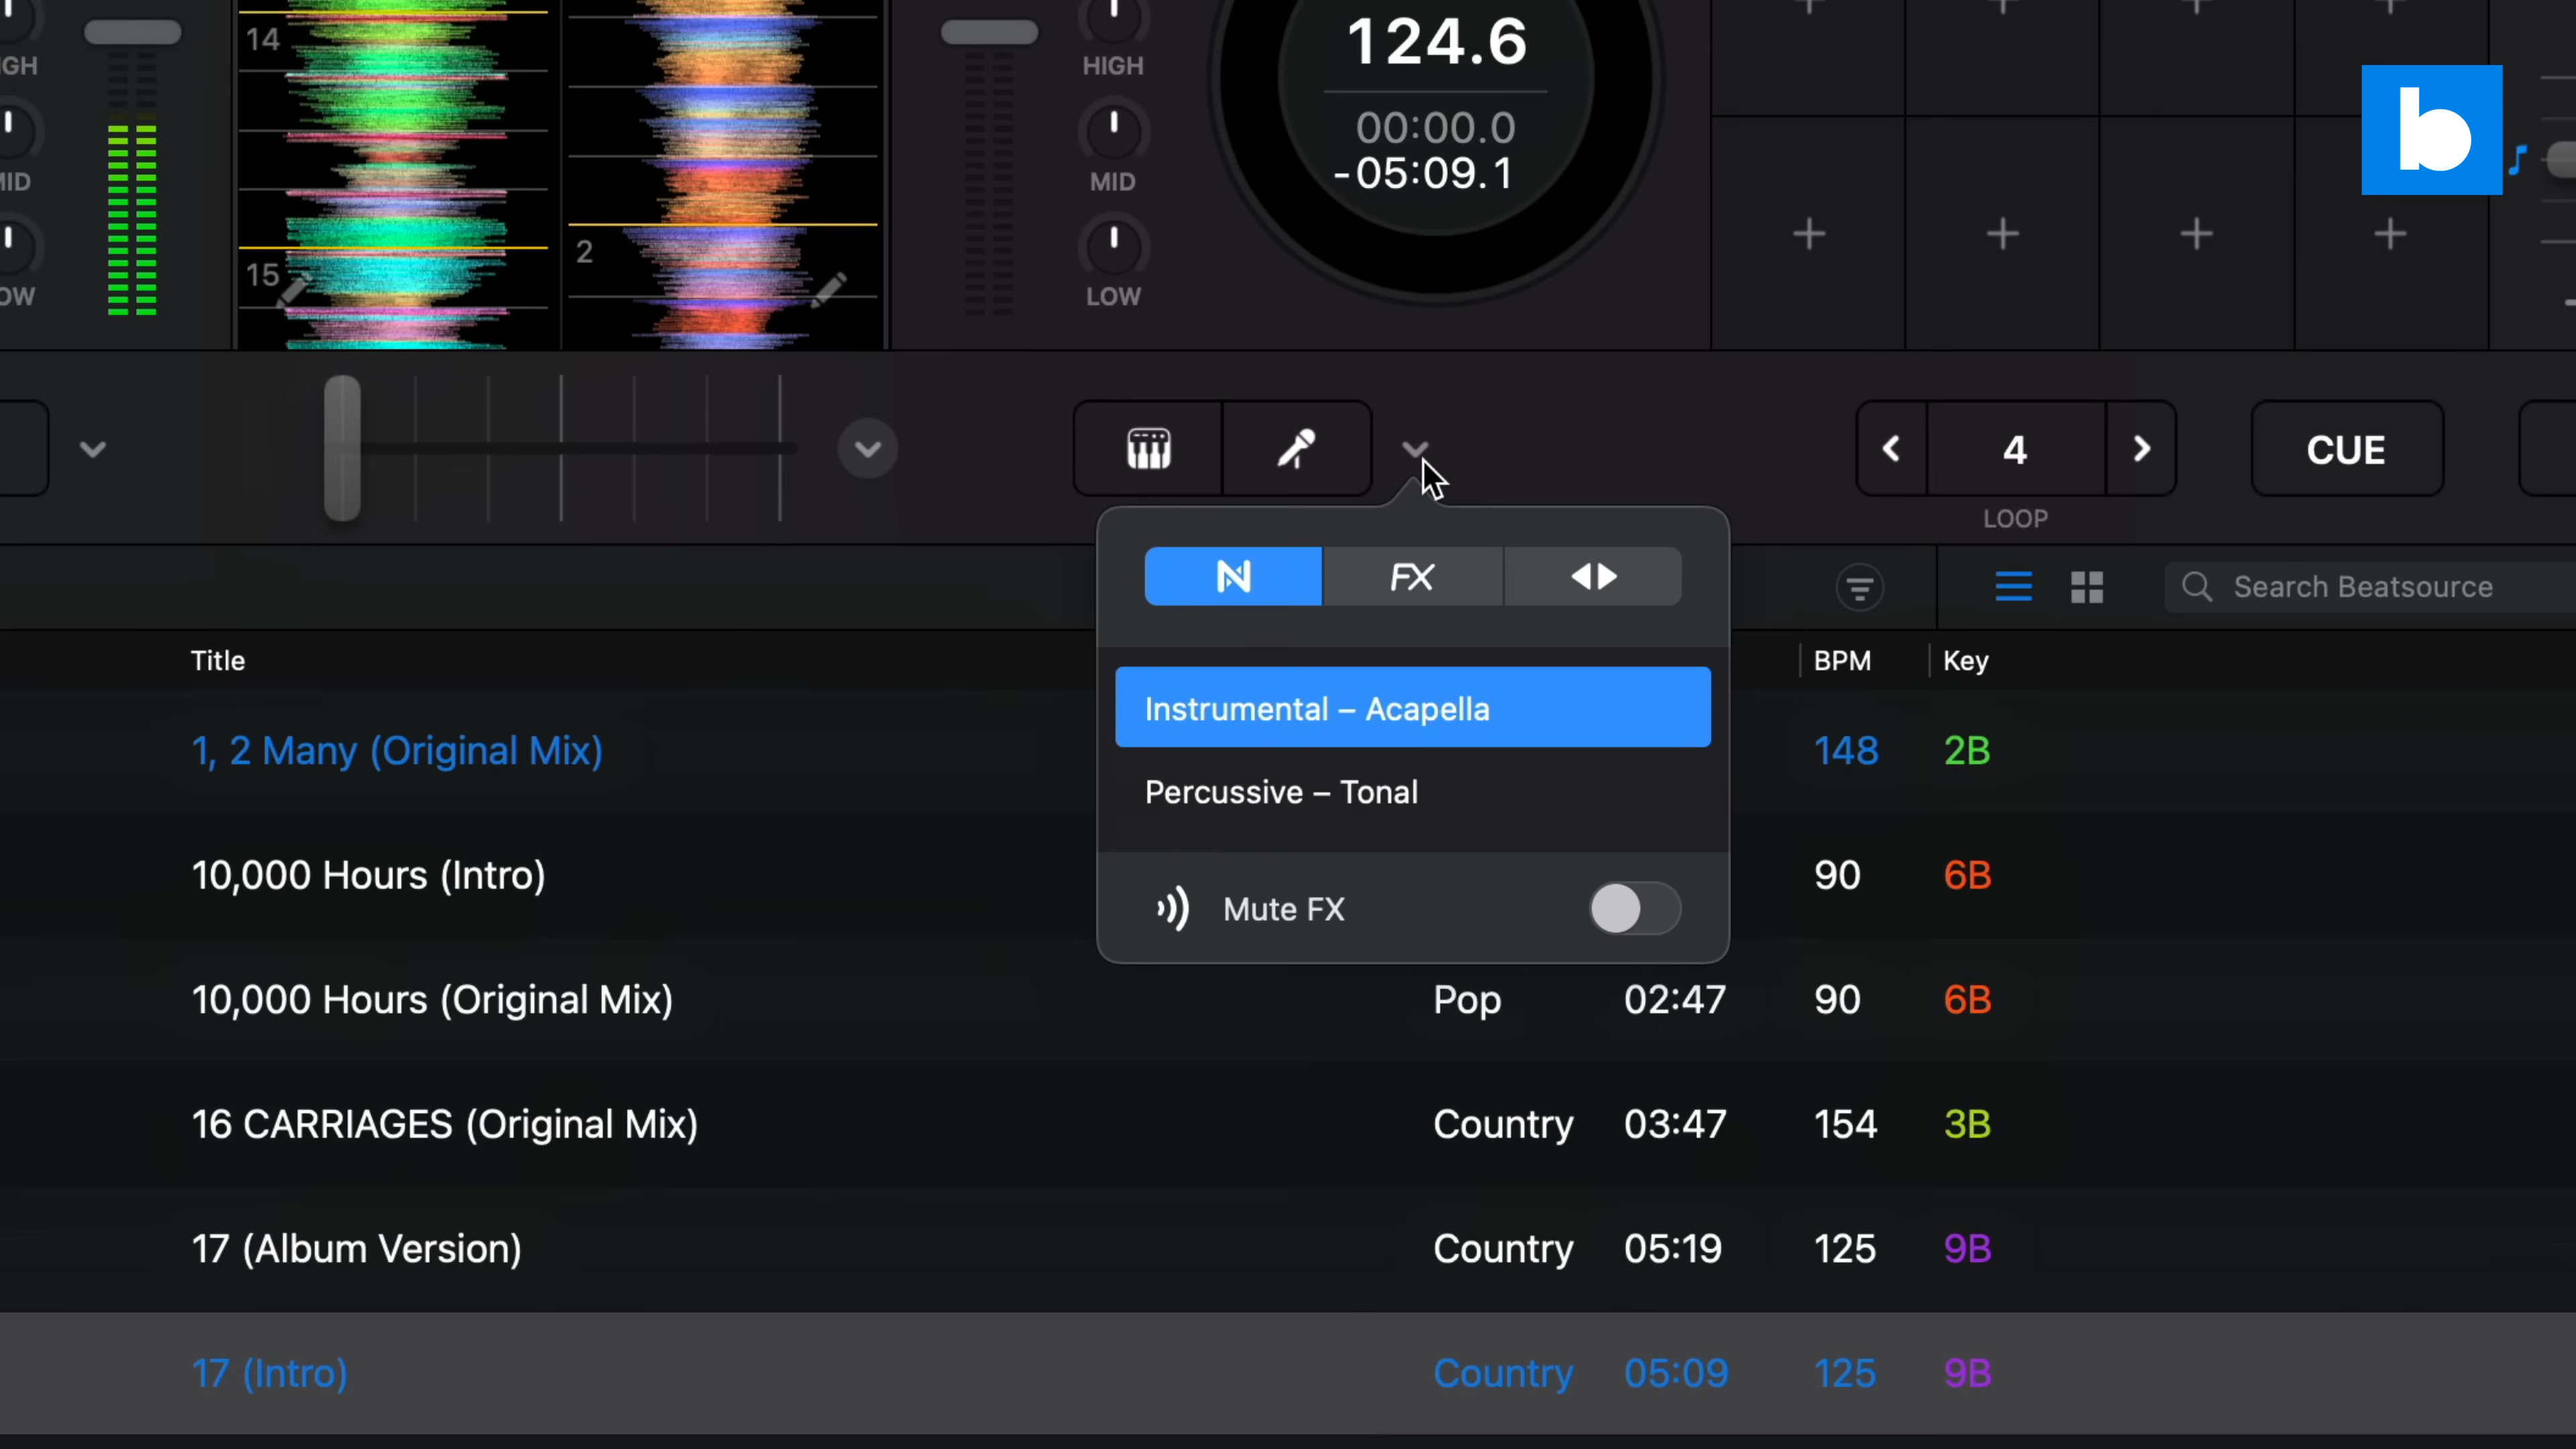 14
15
2
IGH
MID
OW
HIGH
MID
LOW
124.6
00:00.0
-05:09.1
b
4
LOOP
CUE
FX
Search Beatsource
Instrumental – Acapella
Percussive – Tonal
Mute FX
Title BPM Key
1, 2 Many (Original Mix) 148 2B
10,000 Hours (Intro) 90 6B
10,000 Hours (Original Mix) Pop 02:47 90 6B
16 CARRIAGES (Original Mix) Country 03:47 154 3B
17 (Album Version) Country 05:19 125 9B
17 (Intro) Country 05:09 125 9B